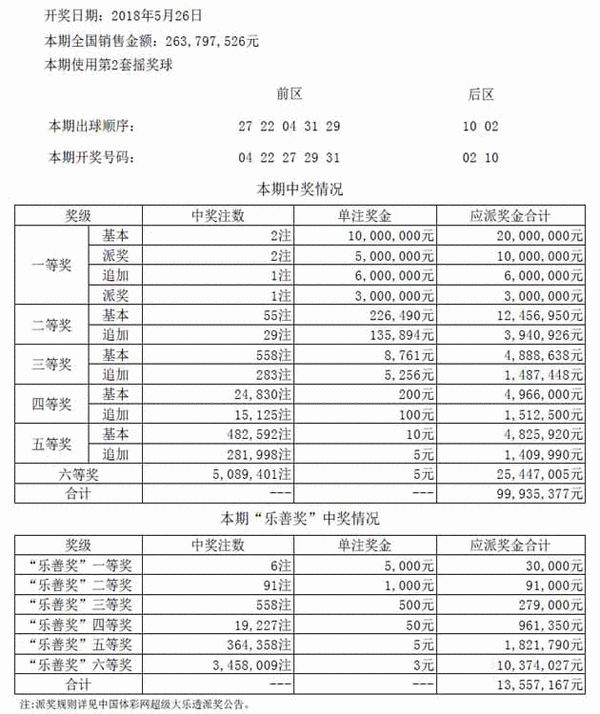 开奖日期：2018年5月26日
本期全国销售金额：263,797,526元
本期使用第2套摇奖球
前区 后区
本期出球顺序： 27 22 04 31 29 10 02
本期开奖号码： 04 22 27 29 31 02 10
本期中奖情况
奖级 中奖注数 单注奖金 应派奖金合计
一等奖 基本 2注 10,000,000元 20,000,000元
派奖 2注 5,000,000元 10,000,000元
追加 1注 6,000,000元 6,000,000元
派奖 1注 3,000,000元 3,000,000元
二等奖 基本 55注 226,490元 12,456,950元
追加 29注 135,894元 3,940,926元
三等奖 基本 558注 8,761元 4,888,638元
追加 283注 5,256元 1,487,448元
四等奖 基本 24,830注 200元 4,966,000元
追加 15,125注 100元 1,512,500元
五等奖 基本 482,592注 10元 4,825,920元
追加 281,998注 5元 1,409,990元
六等奖 5,089,401注 5元 25,447,005元
合计 --- --- 99,935,377元
本期“乐善奖”中奖情况
奖级 中奖注数 单注奖金 应派奖金合计
“乐善奖”一等奖 6注 5,000元 30,000元
“乐善奖”二等奖 91注 1,000元 91,000元
“乐善奖”三等奖 558注 500元 279,000元
“乐善奖”四等奖 19,227注 50元 961,350元
“乐善奖”五等奖 364,358注 5元 1,821,790元
“乐善奖”六等奖 3,458,009注 3元 10,374,027元
合计 --- --- 13,557,167元
注:派奖规则详见中国体彩网超级大乐透派奖公告。